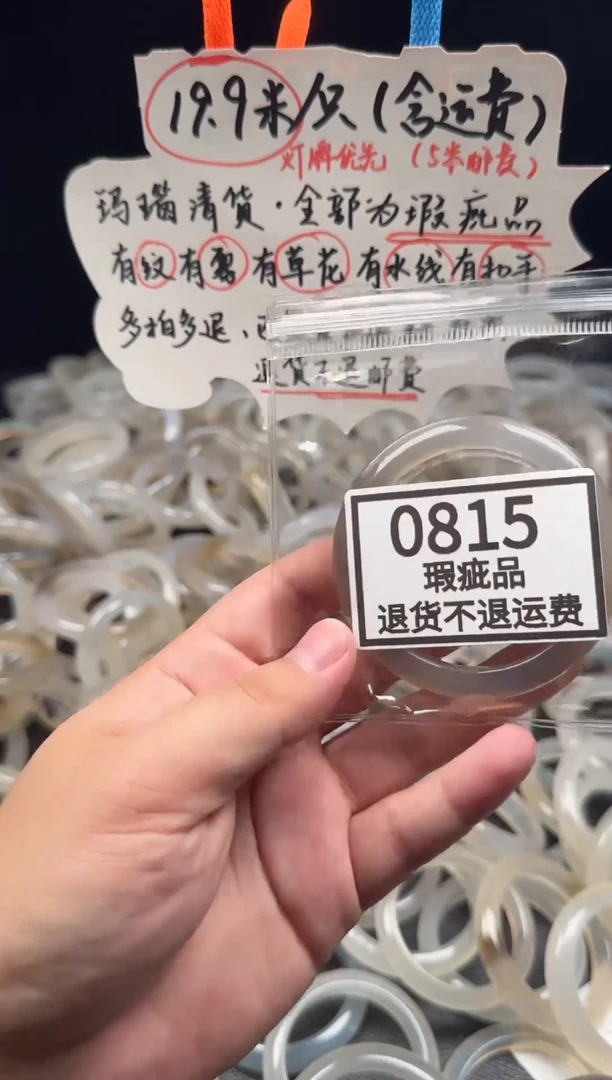 19.9米/只(含运费)
灯牌优先 (5米邮费)
玛瑙清货·全部为瑕疵品
有纹有雾有草花有水线有扣手
多拍多退、
退货不退邮费
0815
瑕疵品
退货不退运费